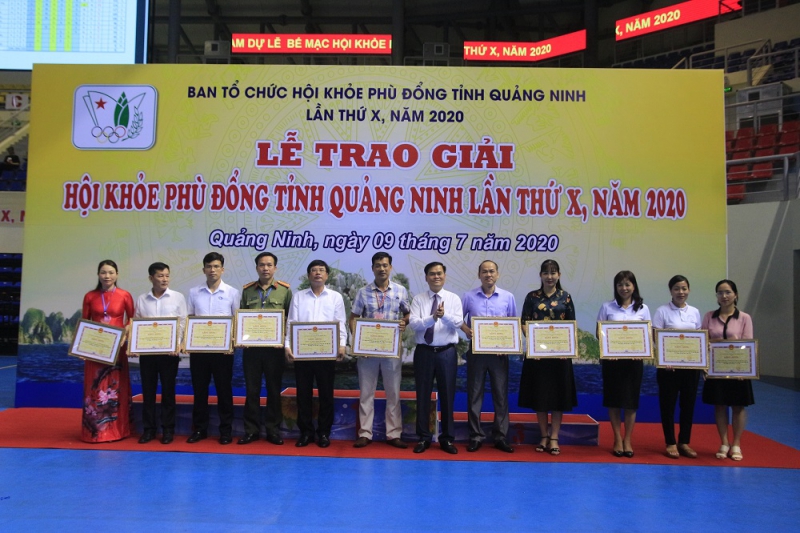 AM DỰ LỄ BẾ MẠC HỘI KHỎE
THỨ X, NĂM 2020
X, NĂM 2020
BAN TỔ CHỨC HỘI KHỎE PHÙ ĐỔNG TỈNH QUẢNG NINH
LẦN THỨ X, NĂM 2020
LỄ TRAO GIẢI
HỘI KHỎE PHÙ ĐỔNG TỈNH QUẢNG NINH LẦN THỨ X, NĂM 2020
Quảng Ninh, ngày 09 tháng 7 năm 2020